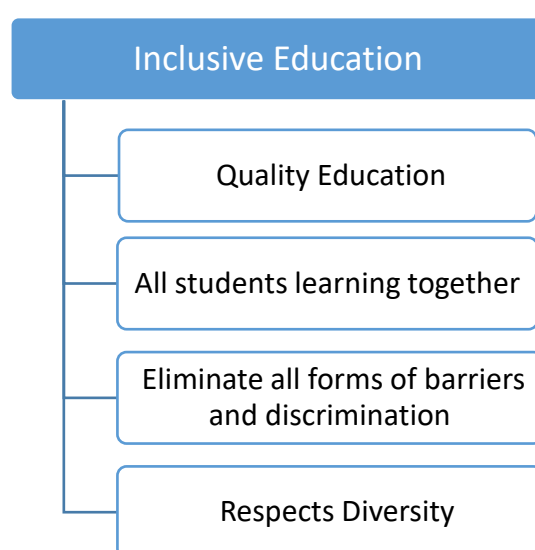 Inclusive Education
Quality Education
All students learning together
Eliminate all forms of barriers
and discrimination
Respects Diversity